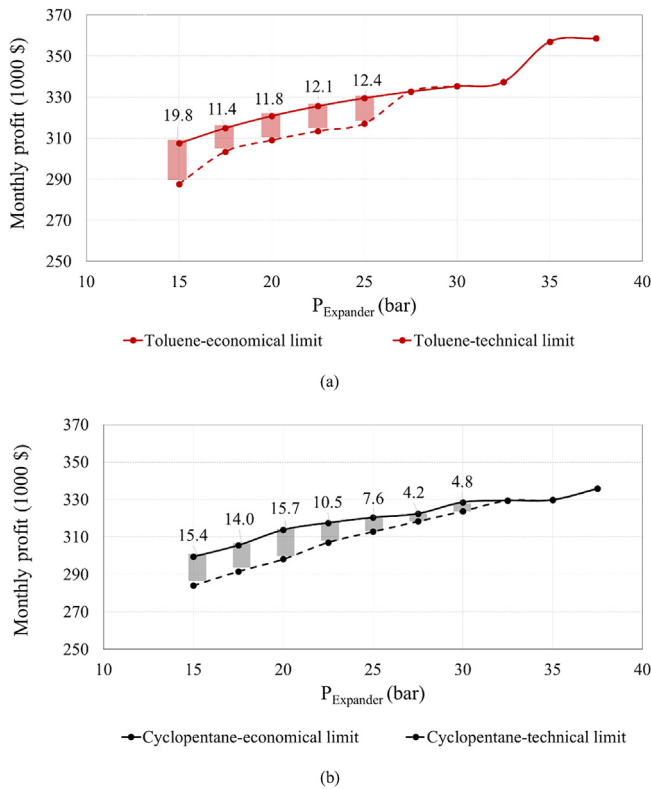 370
350
330
310
290
270
250
Monthly profit (1000 $)
19.8 11.4 11.8 12.1 12.4
10 15 20 25 30 35 40
P_Expander (bar)
Toluene-economical limit Toluene-technical limit
(a)
370
350
330
310
290
270
250
Monthly profit (1000 $)
15.4 14.0 15.7 10.5 7.6 4.2 4.8
10 15 20 25 30 35 40
P_Expander (bar)
Cyclopentane-economical limit Cyclopentane-technical limit
(b)